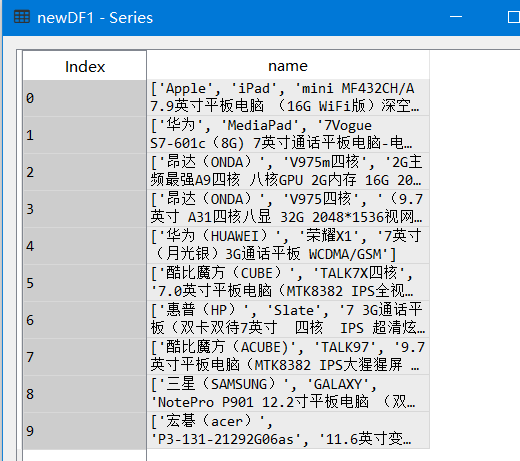 newDF1 - Series
Index name
0 ['Apple', 'iPad', 'mini MF432CH/A
7.9英寸平板电脑 （16G WiFi版）深空…
1 ['华为', 'MediaPad', '7Vogue
S7-601c（8G) 7英寸通话平板电脑-电…
2 ['昂达（ONDA）', 'V975m四核', '2G主
频最强A9四核 八核GPU 2G内存 16G 20…
3 ['昂达（ONDA）', 'V975四核', '（9.7
英寸 A31四核八显 32G 2048*1536视网…
4 ['华为（HUAWEI）', '荣耀X1', '7英寸
（月光银）3G通话平板 WCDMA/GSM']
5 ['酷比魔方（CUBE）', 'TALK7X四核',
'7.0英寸平板电脑（MTK8382 IPS全视…
6 ['惠普（HP）', 'Slate', '7 3G通话平
板（双卡双待7英寸 四核 IPS 超清炫…
7 ['酷比魔方（ACUBE)', 'TALK97', '9.7
英寸平板电脑（MTK8382 IPS大猩猩屏 …
8 ['三星（SAMSUNG）', 'GALAXY',
'NotePro P901 12.2寸平板电脑 （双…
9 ['宏碁（acer）',
'P3-131-21292G06as', '11.6英寸变…